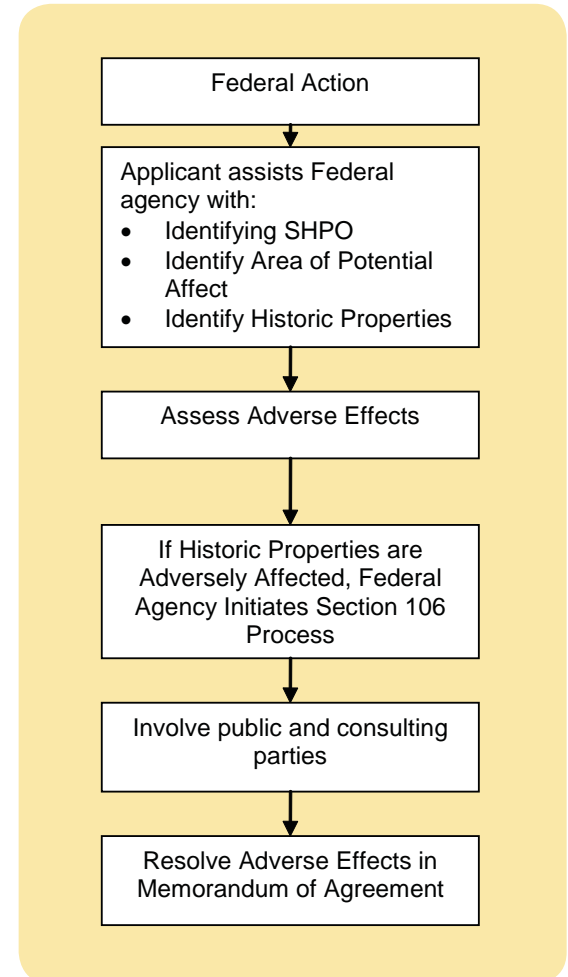 Federal Action
Applicant assists Federal
agency with:
• Identifying SHPO
• Identify Area of Potential
Affect
• Identify Historic Properties
Assess Adverse Effects
If Historic Properties are
Adversely Affected, Federal
Agency Initiates Section 106
Process
Involve public and consulting
parties
Resolve Adverse Effects in
Memorandum of Agreement